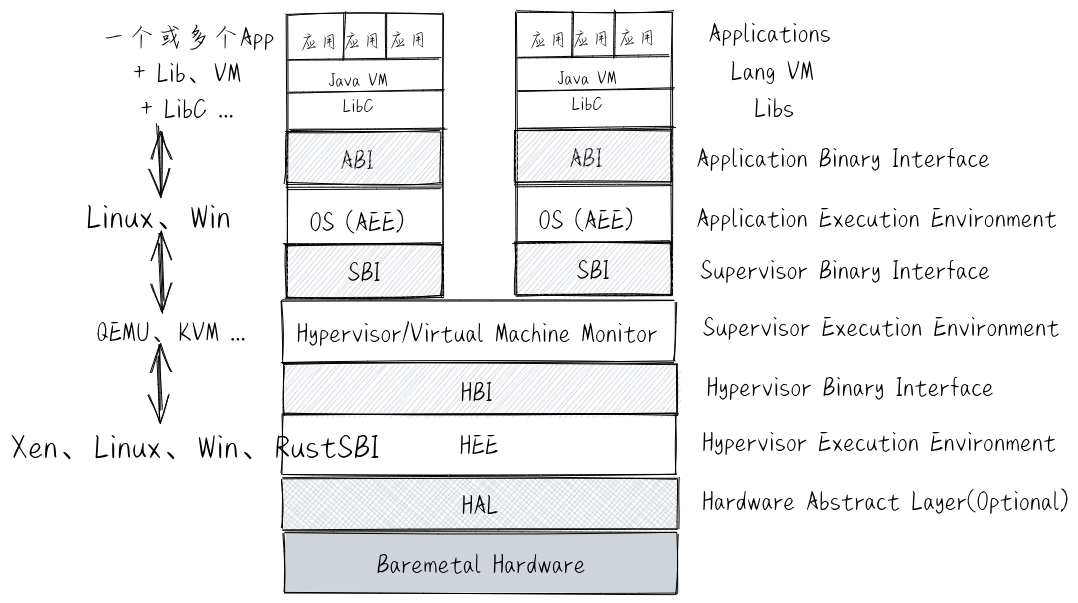 一个或多个App
+ Lib、VM
+ LibC ...
Linux、 Win
QEMU、 KVM ...
Xen、 Linux、 Win、 RustSBI
应用 应用 应用
Java VM
LibC
ABI
OS (AEE)
SBI
应用 应用 应用
Java VM
LibC
ABI
OS (AEE)
SBI
Hypervisor/Virtual Machine Monitor
HBI
HEE
HAL
Baremetal Hardware
Applications
Lang VM
Libs
Application Binary Interface
Application Execution Environment
Supervisor Binary Interface
Supervisor Execution Environment
Hypervisor Binary Interface
Hypervisor Execution Environment
Hardware Abstract Layer(Optional)